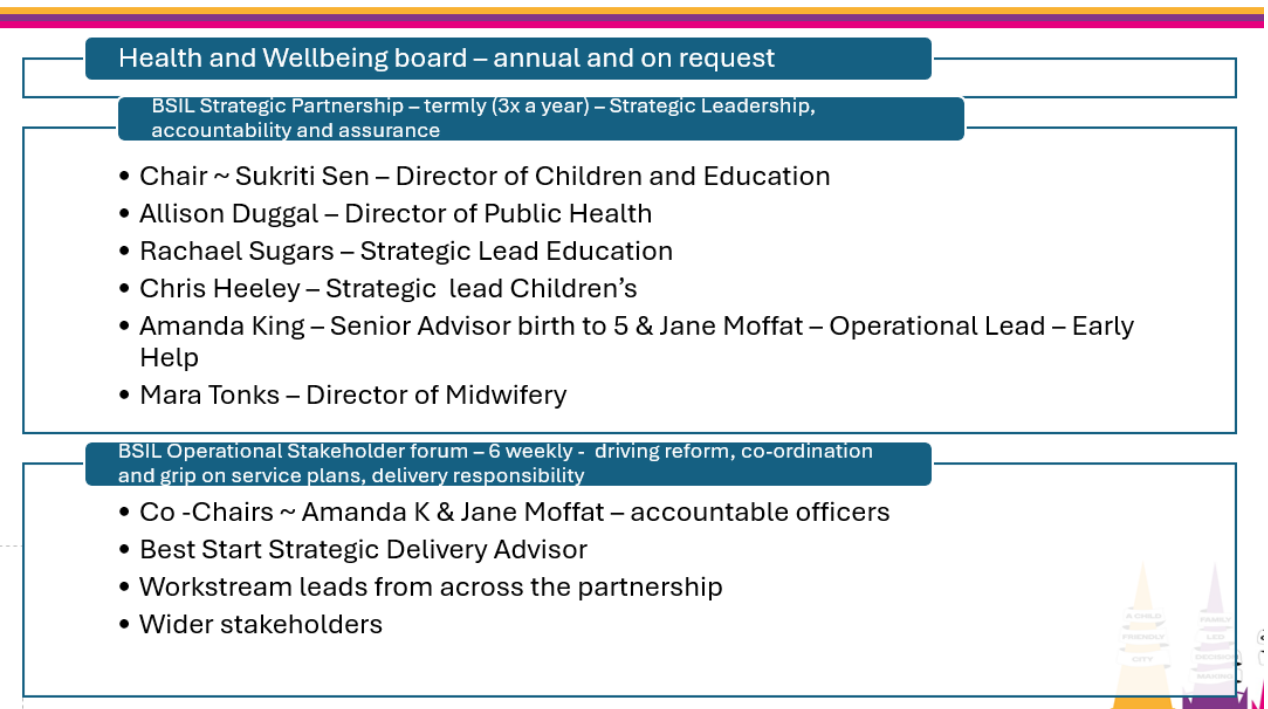 Health and Wellbeing board – annual and on request
BSIL Strategic Partnership – termly (3x a year) – Strategic Leadership,
accountability and assurance
• Chair ~ Sukriti Sen – Director of Children and Education
• Allison Duggal – Director of Public Health
• Rachael Sugars – Strategic Lead Education
• Chris Heeley – Strategic  lead Children’s
• Amanda King – Senior Advisor birth to 5 & Jane Moffat – Operational Lead – Early
Help
• Mara Tonks – Director of Midwifery
BSIL Operational Stakeholder forum – 6 weekly -  driving reform, co-ordination
and grip on service plans, delivery responsibility
• Co -Chairs ~ Amanda K & Jane Moffat – accountable officers
• Best Start Strategic Delivery Advisor
• Workstream leads from across the partnership
• Wider stakeholders
A CHILD
FRIENDLY
CITY
FAMILY
LED
DECISION
MAKING